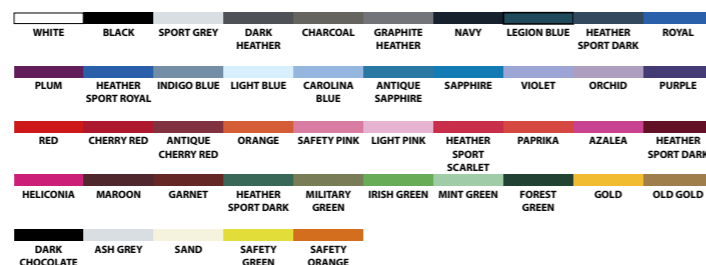 WHITE BLACK SPORT GREY DARK HEATHER CHARCOAL GRAPHITE HEATHER NAVY LEGION BLUE HEATHER SPORT DARK ROYAL
PLUM HEATHER SPORT ROYAL INDIGO BLUE LIGHT BLUE CAROLINA BLUE ANTIQUE SAPPHIRE SAPPHIRE VIOLET ORCHID PURPLE
RED CHERRY RED ANTIQUE CHERRY RED ORANGE SAFETY PINK LIGHT PINK HEATHER SPORT SCARLET PAPRIKA AZALEA HEATHER SPORT DARK
HELICONIA MAROON GARNET HEATHER SPORT DARK MILITARY GREEN IRISH GREEN MINT GREEN FOREST GREEN GOLD OLD GOLD
DARK CHOCOLATE ASH GREY SAND SAFETY GREEN SAFETY ORANGE